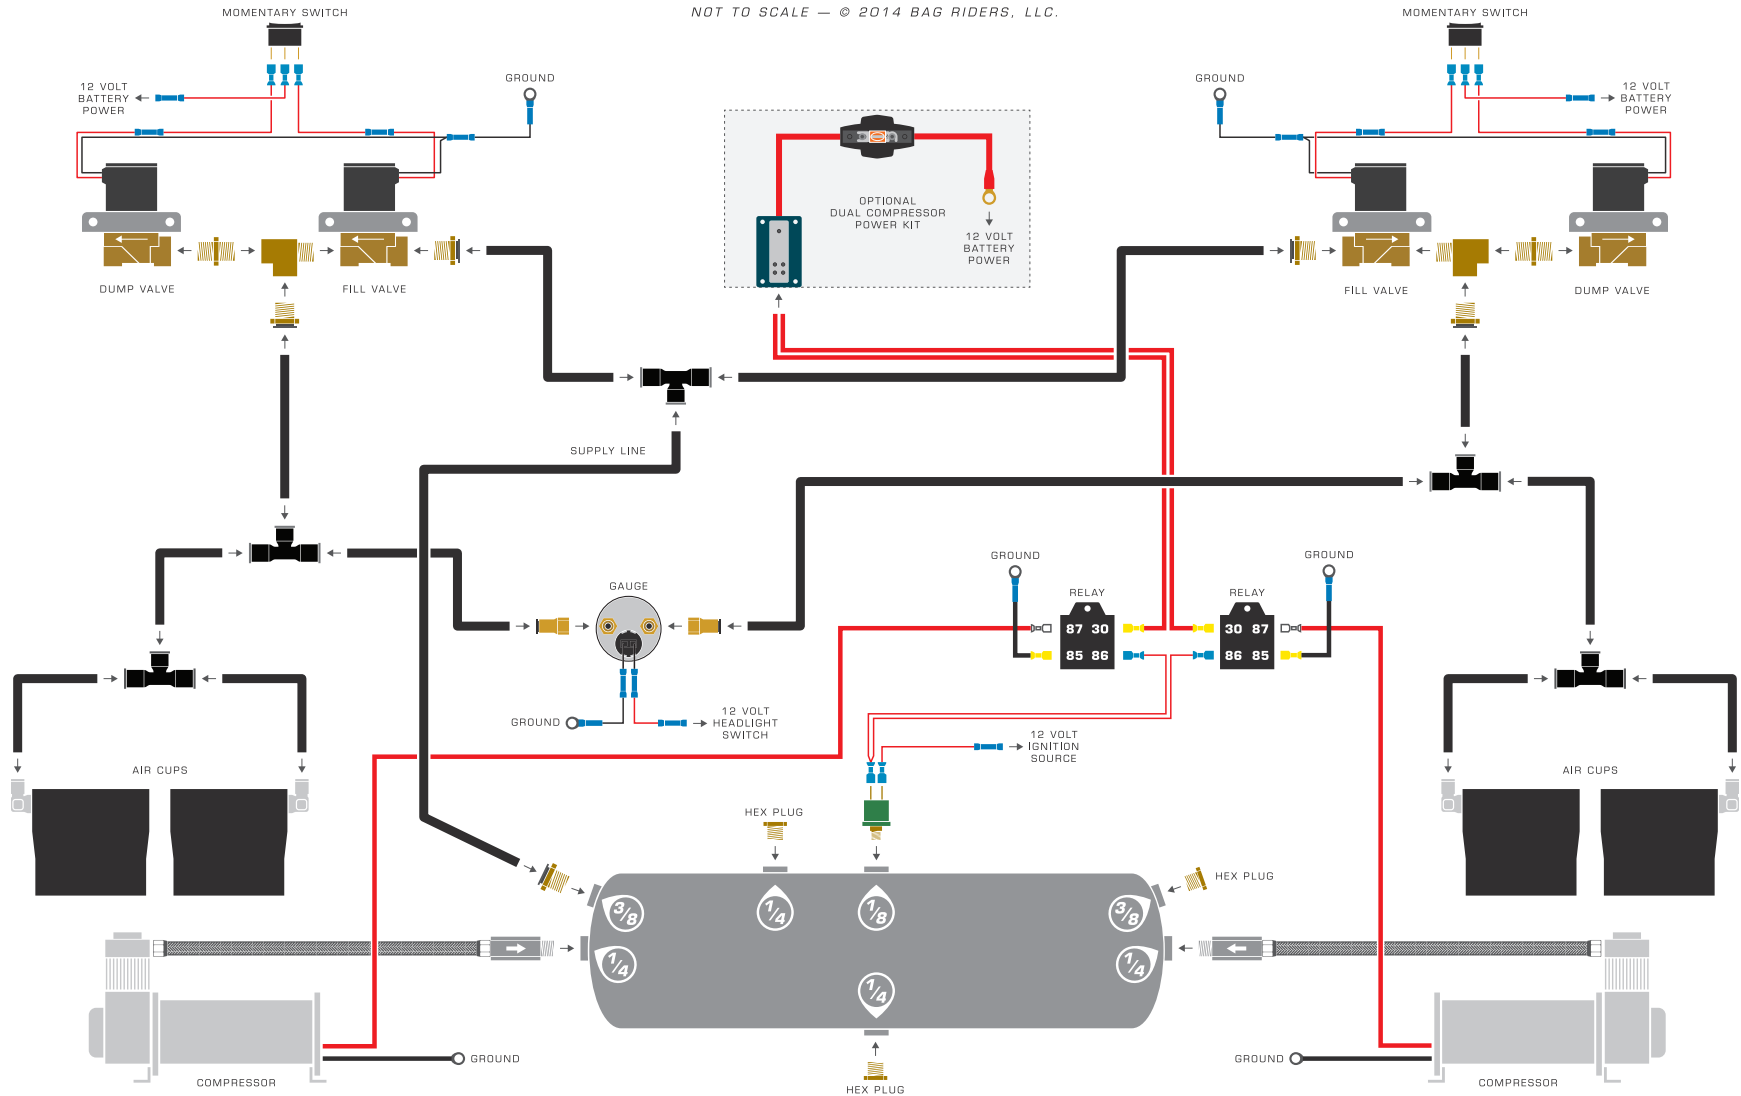 NOT TO SCALE — © 2014 BAG RIDERS, LLC.
MOMENTARY SWITCH
MOMENTARY SWITCH
12 VOLT
BATTERY
POWER
GROUND
GROUND
12 VOLT
BATTERY
POWER
OPTIONAL
DUAL COMPRESSOR
POWER KIT
12 VOLT
BATTERY
POWER
DUMP VALVE
FILL VALVE
FILL VALVE
DUMP VALVE
SUPPLY LINE
GROUND
GROUND
GAUGE
RELAY
RELAY
87 30
85 86
30 87
86 85
GROUND
12 VOLT
HEADLIGHT
SWITCH
12 VOLT
IGNITION
SOURCE
AIR CUPS
AIR CUPS
HEX PLUG
HEX PLUG
3/8
1/4
1/8
3/8
1/4
1/4
1/4
GROUND
GROUND
COMPRESSOR
COMPRESSOR
HEX PLUG